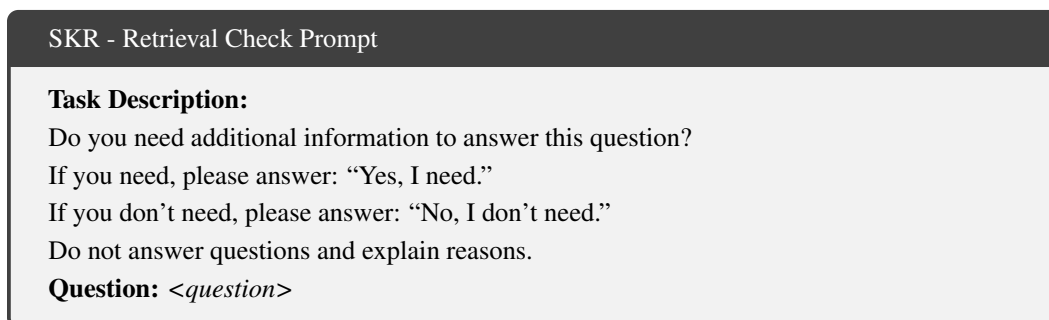 SKR - Retrieval Check Prompt
Task Description:
Do you need additional information to answer this question?
If you need, please answer: “Yes, I need.”
If you don’t need, please answer: “No, I don’t need.”
Do not answer questions and explain reasons.
Question: <question>